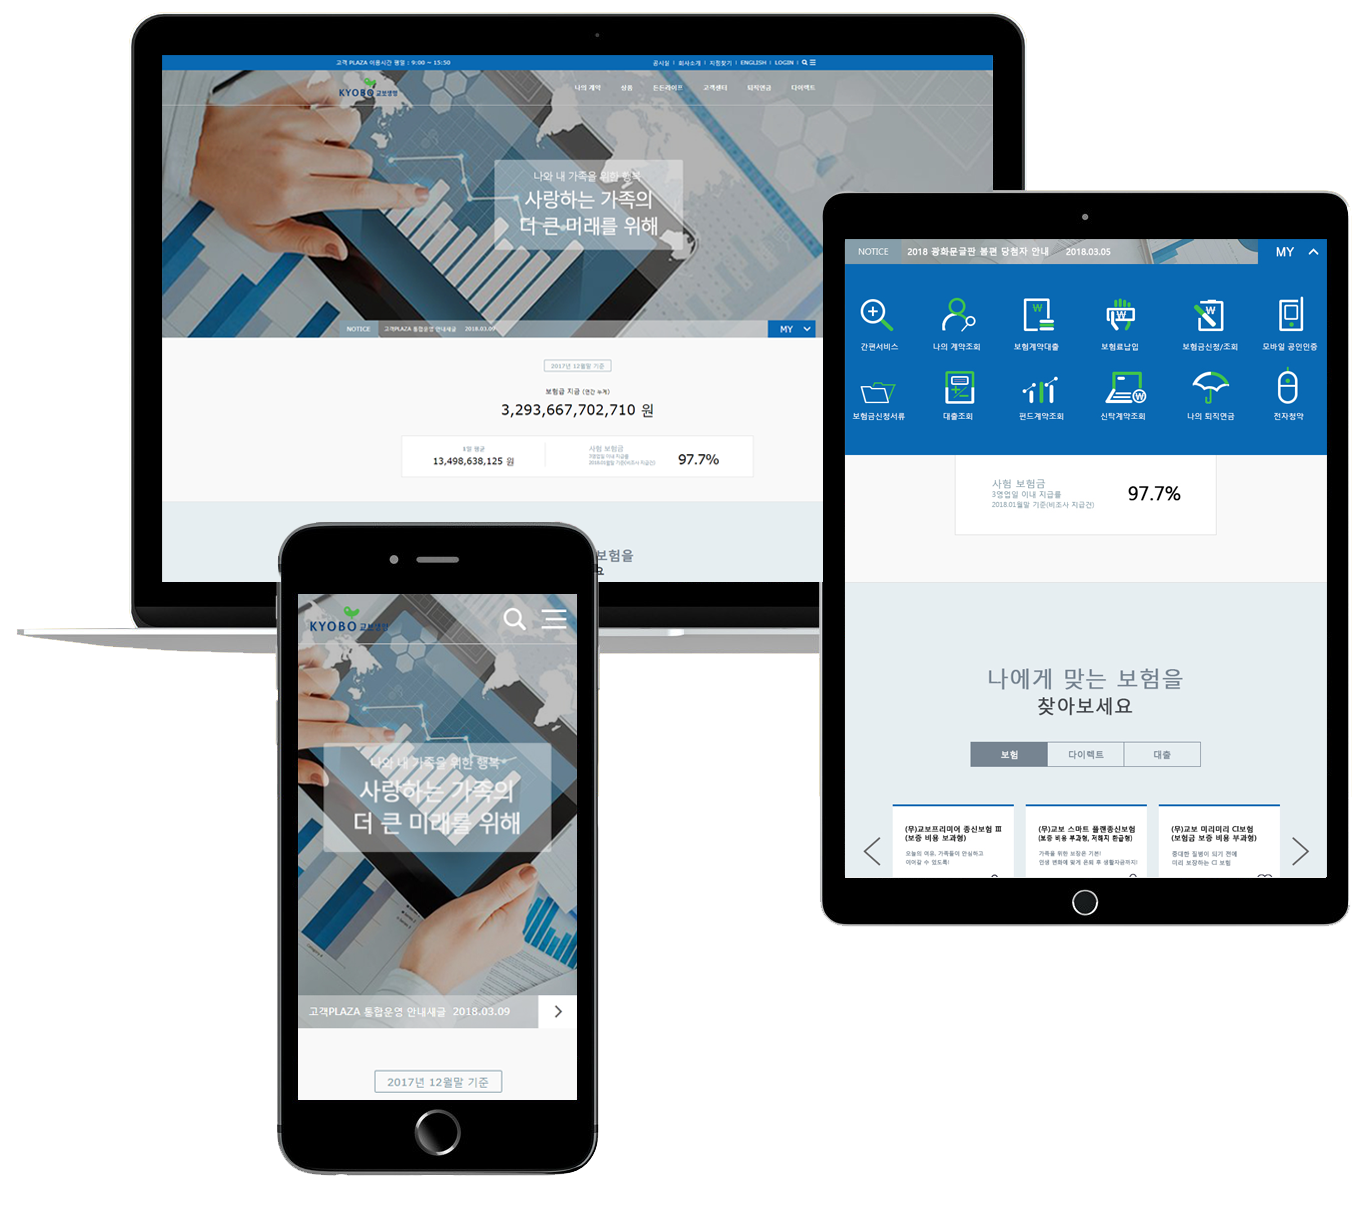 고객 PLAZA 이용시간 평일 : 9:00 ~ 15:50
공시실 | 회사소개 | 지점찾기 | ENGLISH | LOGIN |
KYOBO 교보생명
나의 계약 상품 든든라이프 고객센터 퇴직연금 다이렉트
나와 내 가족을 위한 행복
사랑하는 가족의
더 큰 미래를 위해
NOTICE 고객PLAZA 통합운영 안내새글 2018.03.09
MY
2017년 12월말 기준
보험금 지급 (연간 누계)
3,293,667,702,710 원
1일 평균
13,498,638,125 원
사험 보험금
3영업일 이내 지급률
2018.01월말 기준(비조사 지급건)
97.7%
보험을
요
NOTICE 2018 광화문글판 봄편 당첨자 안내 2018.03.05
MY
간편서비스 나의 계약조회 보험계약대출 보험료납입 보험금신청/조회 모바일 공인인증
보험금신청서류 대출조회 펀드계약조회 신탁계약조회 나의 퇴직연금 전자청약
사험 보험금
3영업일 이내 지급률
2018.01월말 기준(비조사 지급건)
97.7%
나에게 맞는 보험을
찾아보세요
보험 다이렉트 대출
(무)교보프리미어 종신보험 III
(보증 비용 부과형)
오늘의 여유, 가족들이 안심하고
이어갈 수 있도록!
(무)교보 스마트 플랜종신보험
(보증 비용 부과형, 저해지 환급형)
가족을 위한 보장은 기본!
인생 변화에 맞게 은퇴 후 생활자금까지!
(무)교보 미리미리 CI보험
(보험금 보증 비용 부과형)
중대한 질병이 되기 전에
미리 보장하는 CI 보험
KYOBO 교보생명
나와 내 가족을 위한 행복
사랑하는 가족의
더 큰 미래를 위해
고객PLAZA 통합운영 안내새글 2018.03.09
2017년 12월말 기준